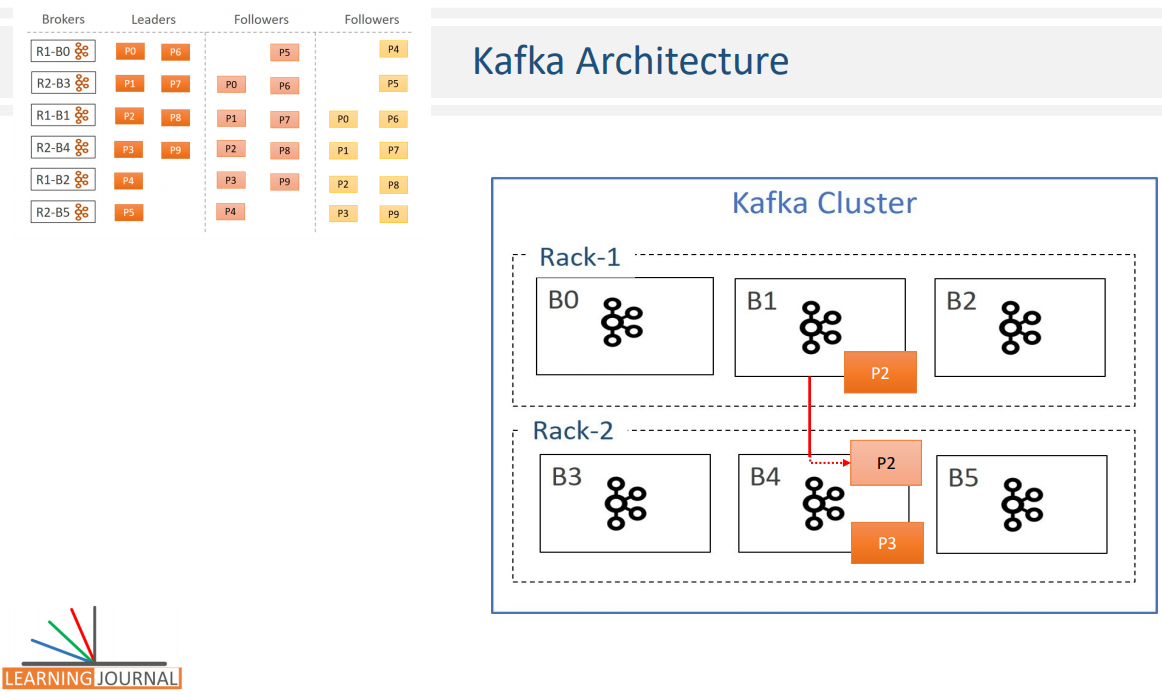 Brokers Leaders Followers Followers
R1-B0 P0 P6 P5 P4
R2-B3 P1 P7 P0 P6 P5
R1-B1 P2 P8 P1 P7 P0 P6
R2-B4 P3 P9 P2 P8 P1 P7
R1-B2 P4 P3 P9 P2 P8
R2-B5 P5 P4 P3 P9
Kafka Architecture
Kafka Cluster
Rack-1
B0 B1 B2
P2
Rack-2
P2
B3 B4 B5
P3
LEARNING JOURNAL